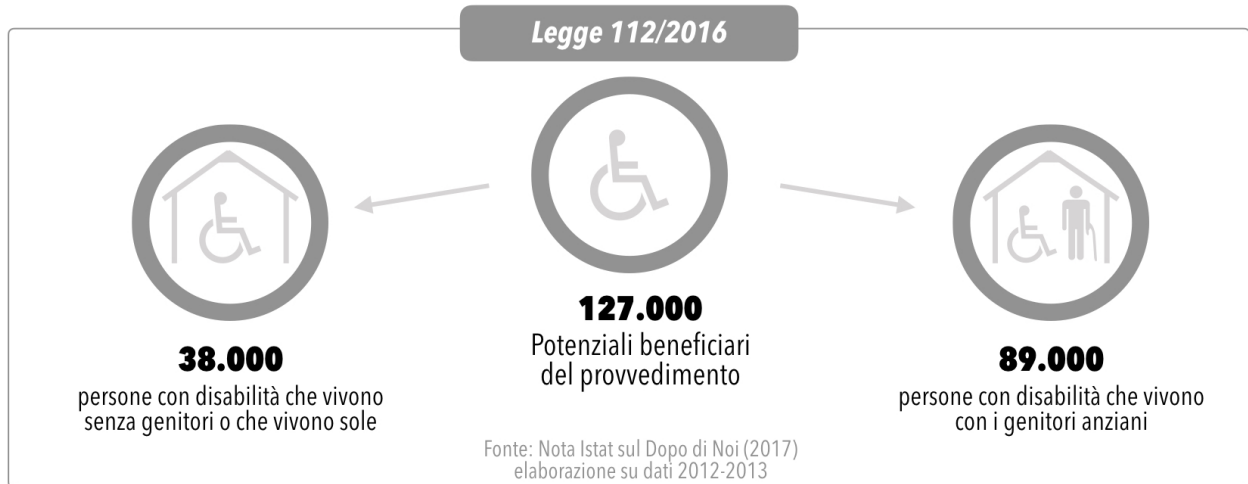 Legge 112/2016
38.000
persone con disabilità che vivono
senza genitori o che vivono sole
127.000
Potenziali beneficiari
del provvedimento
89.000
persone con disabilità che vivono
con i genitori anziani
Fonte: Nota Istat sul Dopo di Noi (2017)
elaborazione su dati 2012-2013